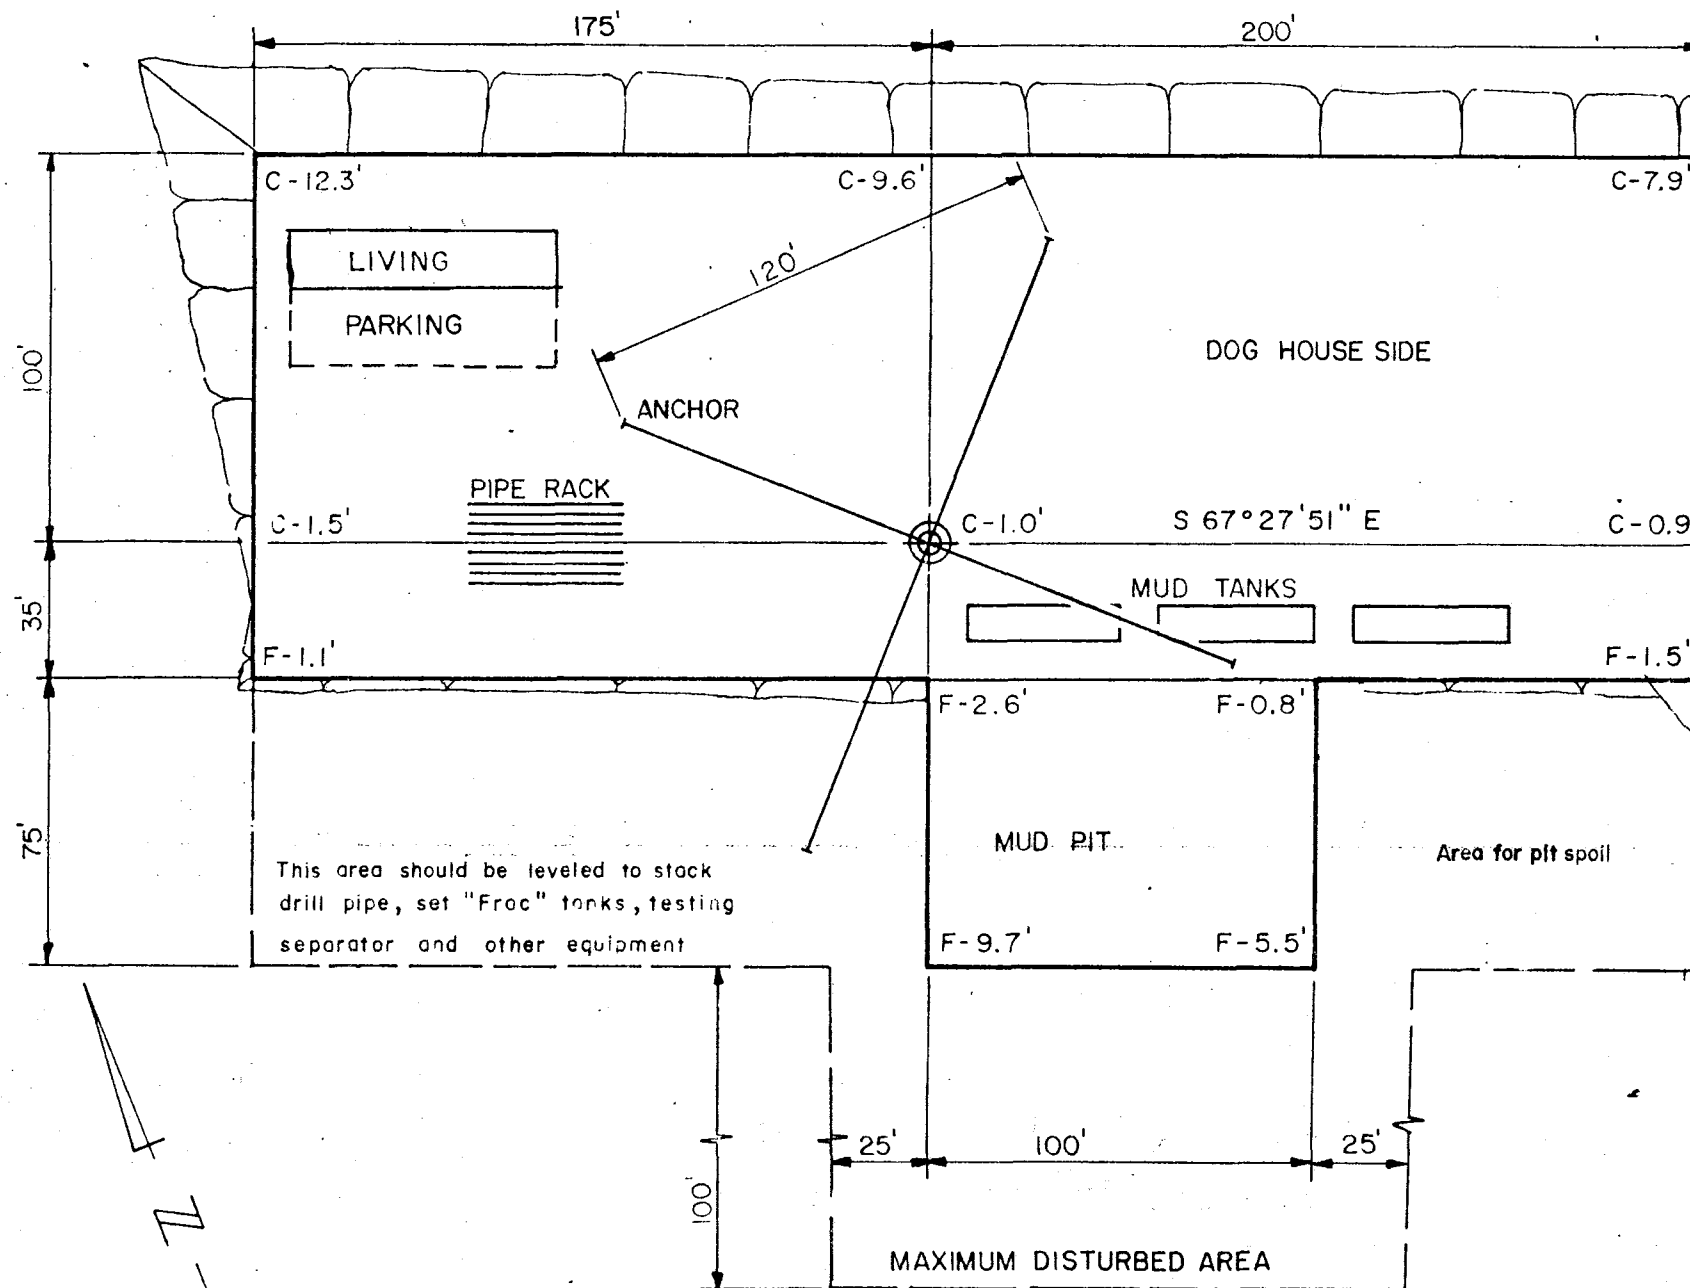 175'
200'
C-12.3'
C-9.6'
C-7.9'
LIVING
120'
PARKING
DOG HOUSE SIDE
100'
ANCHOR
PIPE RACK
C-1.5'
C-1.0'
S 67° 27' 51" E
C-0.9
MUD TANKS
35'
F-1.1'
F-1.5'
F-2.6'
F-0.8'
75'
MUD PIT
Area for pit spoil
This area should be leveled to stack
drill pipe, set "Frac" tanks, testing
separator and other equipment
F-9.7'
F-5.5'
25'
100'
25'
100'
N
MAXIMUM DISTURBED AREA